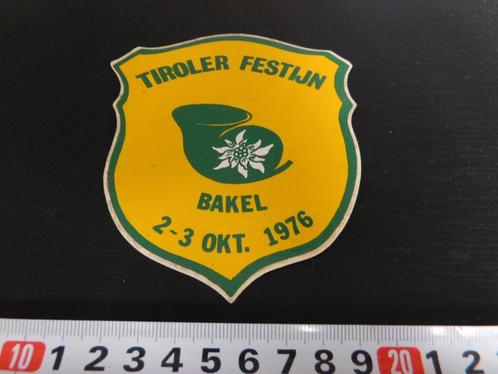 TIROLER FESTIJN
BAKEL
2-3 OKT. 1976
10 1 2 3 4 5 6 7 8 9 20 1 2